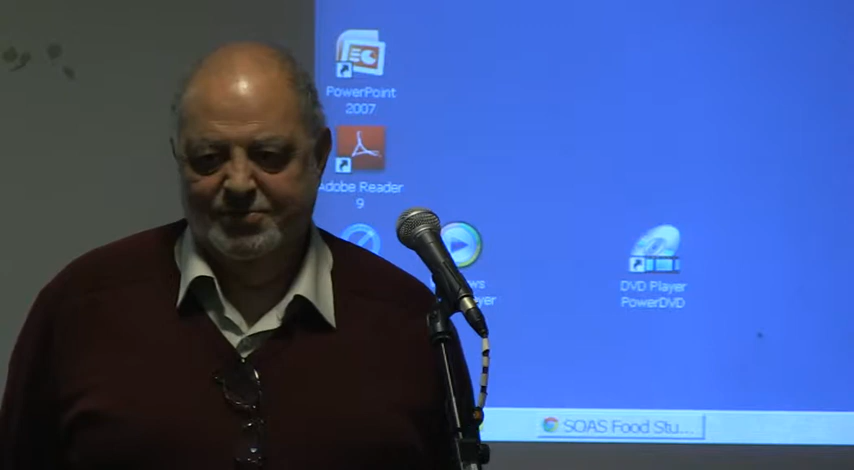 PowerPoint
2007
Adobe Reader
9
DVD Player
PowerDVD
SOAS Food Stu...